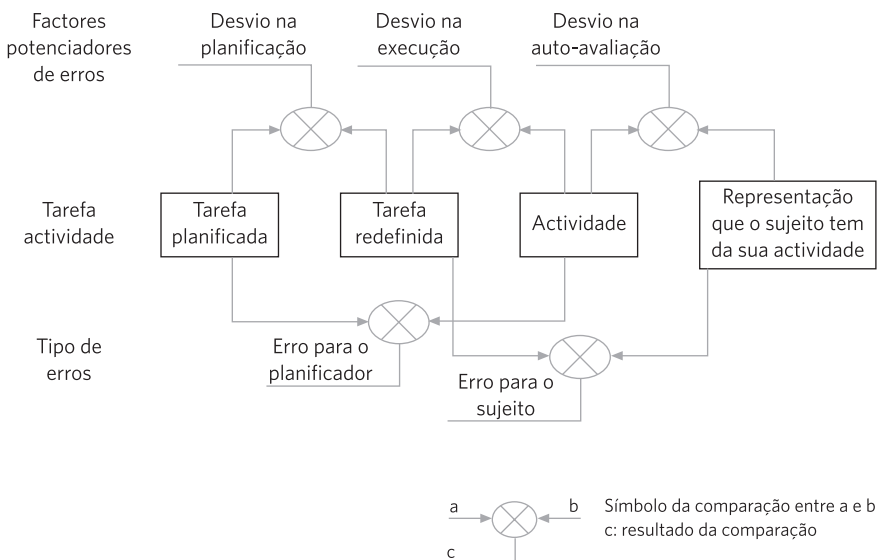 Factores
potenciadores
de erros
Desvio na
planificação
Desvio na
execução
Desvio na
auto-avaliação
Tarefa
actividade
Tarefa
planificada
Tarefa
redefinida
Actividade
Representação
que o sujeito tem
da sua actividade
Tipo de
erros
Erro para o
planificador
Erro para o
sujeito
a
b
c
Símbolo da comparação entre a e b
c: resultado da comparação